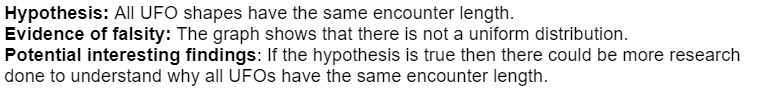 Hypothesis: All UFO shapes have the same encounter length.
Evidence of falsity: The graph shows that there is not a uniform distribution.
Potential interesting findings: If the hypothesis is true then there could be more research
done to understand why all UFOs have the same encounter length.